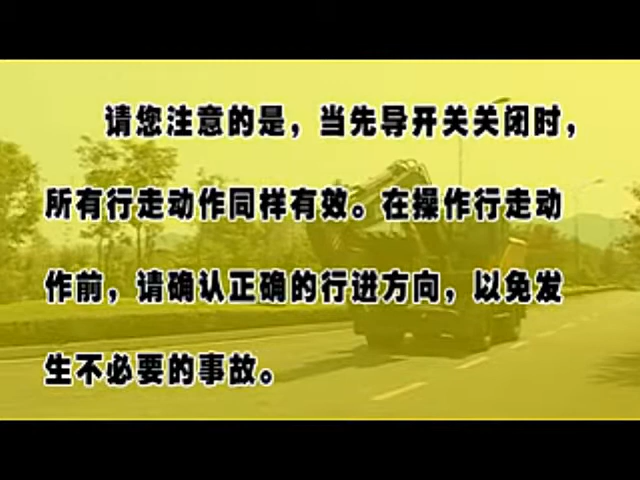 请您注意的是，当先导开关关闭时，
所有行走动作同样有效。在操作行走动
作前，请确认正确的行进方向，以免发
生不必要的事故。